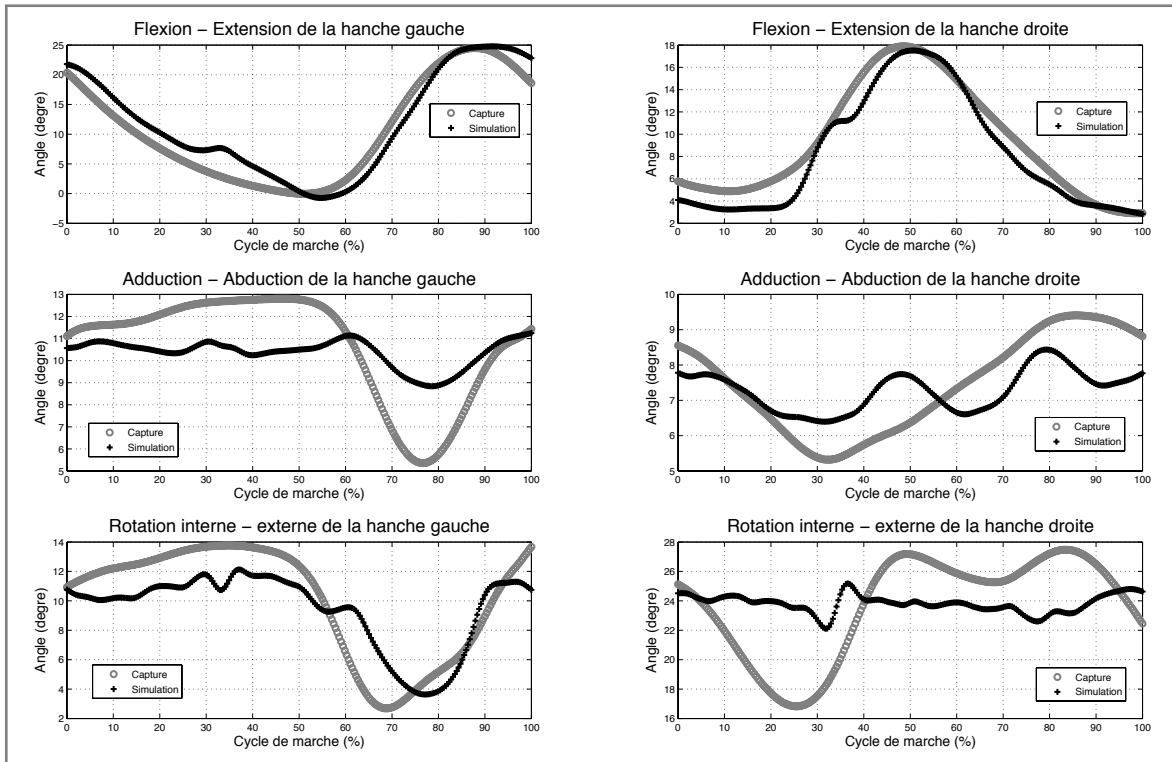 Flexion − Extension de la hanche gauche
25
20
15
10
5
0
−5
Angle (degre)
0 10 20 30 40 50 60 70 80 90 100
Cycle de marche (%)
Capture
Simulation
Flexion − Extension de la hanche droite
18
16
14
12
10
8
6
4
2
Angle (degre)
0 10 20 30 40 50 60 70 80 90 100
Cycle de marche (%)
Capture
Simulation
Adduction − Abduction de la hanche gauche
13
12
11
10
9
8
7
6
5
Angle (degre)
0 10 20 30 40 50 60 70 80 90 100
Cycle de marche (%)
Capture
Simulation
Adduction − Abduction de la hanche droite
10
9
8
7
6
5
Angle (degre)
0 10 20 30 40 50 60 70 80 90 100
Cycle de marche (%)
Capture
Simulation
Rotation interne − externe de la hanche gauche
14
12
10
8
6
4
2
Angle (degre)
0 10 20 30 40 50 60 70 80 90 100
Cycle de marche (%)
Capture
Simulation
Rotation interne − externe de la hanche droite
28
26
24
22
20
18
16
Angle (degre)
0 10 20 30 40 50 60 70 80 90 100
Cycle de marche (%)
Capture
Simulation